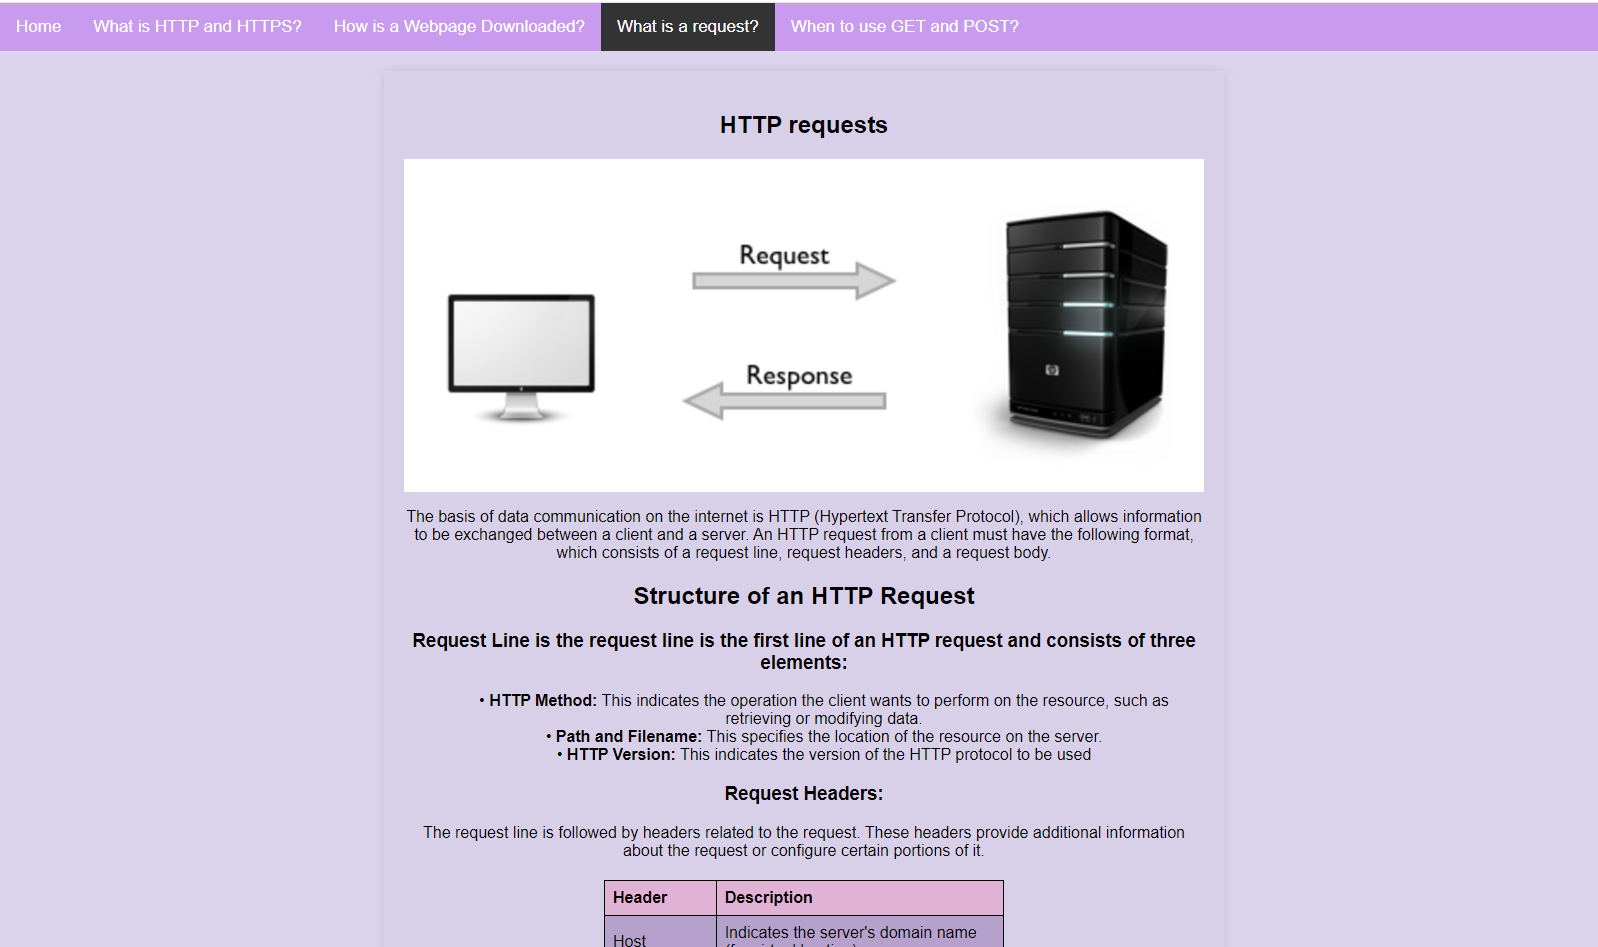 Home What is HTTP and HTTPS? How is a Webpage Downloaded? What is a request? When to use GET and POST?
HTTP requests
Request
Response
hp
The basis of data communication on the internet is HTTP (Hypertext Transfer Protocol), which allows information
to be exchanged between a client and a server. An HTTP request from a client must have the following format,
which consists of a request line, request headers, and a request body.
Structure of an HTTP Request
Request Line is the request line is the first line of an HTTP request and consists of three
elements:
• HTTP Method: This indicates the operation the client wants to perform on the resource, such as
retrieving or modifying data.
• Path and Filename: This specifies the location of the resource on the server.
• HTTP Version: This indicates the version of the HTTP protocol to be used
Request Headers:
The request line is followed by headers related to the request. These headers provide additional information
about the request or configure certain portions of it.
Header Description
Host Indicates the server's domain name